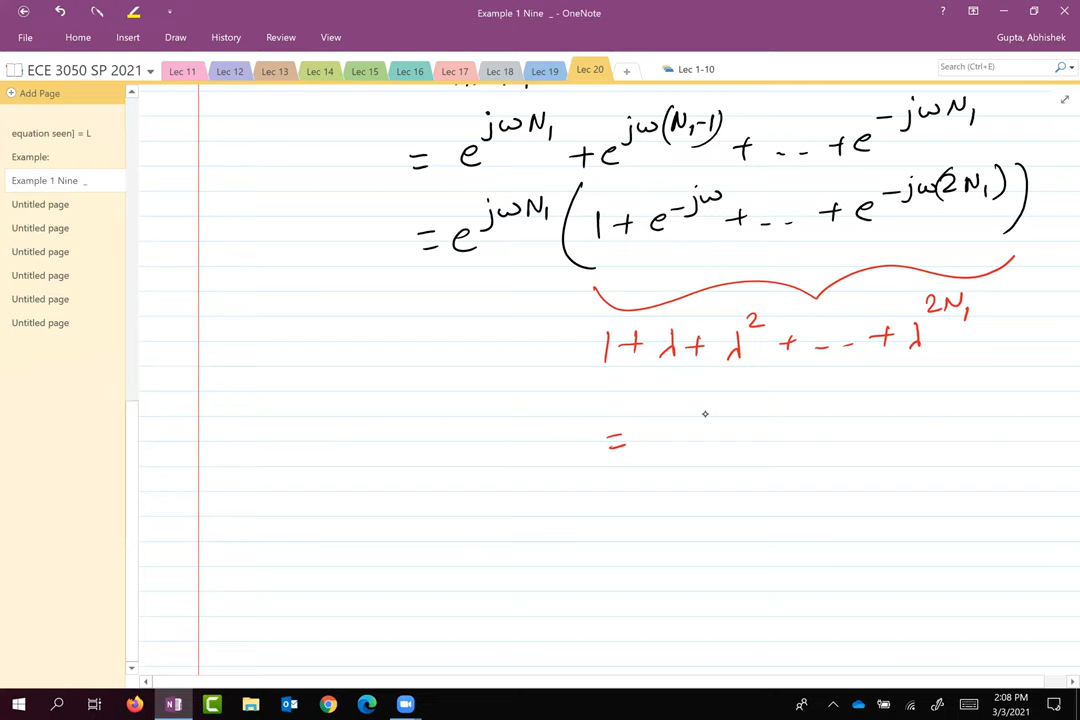 Example 1 Nine _ - OneNote
File Home Insert Draw History Review View
Gupta, Abhishek
ECE 3050 SP 2021
Lec 11 Lec 12 Lec 13 Lec 14 Lec 15 Lec 16 Lec 17 Lec 18 Lec 19 Lec 20 + Lec 1-10
Search (Ctrl+E)
Add Page
equation seen] = L
Example:
Example 1 Nine _
Untitled page
Untitled page
Untitled page
Untitled page
Untitled page
Untitled page
= e^{jωN₁} + e^{jω(N₁-1)} + - .. + e^{-jωN₁}
= e^{jωN₁} (1 + e^{-jω} + - .. + e^{-jω(2N₁)})
1 + λ + λ² + - .. + λ^{2N₁}
=
2:08 PM
3/3/2021